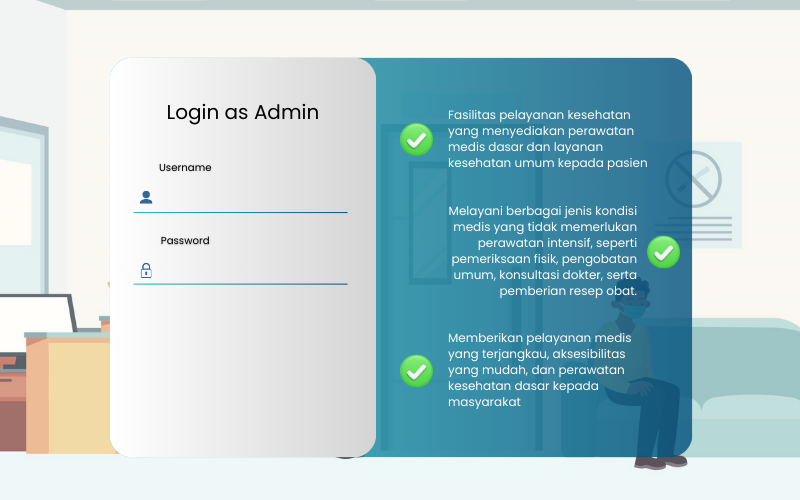 Login as Admin
Username
Password
Fasilitas pelayanan kesehatan
yang menyediakan perawatan
medis dasar dan layanan
kesehatan umum kepada pasien
Melayani berbagai jenis kondisi
medis yang tidak memerlukan
perawatan intensif, seperti
pemeriksaan fisik, pengobatan
umum, konsultasi dokter, serta
pemberian resep obat.
Memberikan pelayanan medis
yang terjangkau, aksesibilitas
yang mudah, dan perawatan
kesehatan dasar kepada
masyarakat